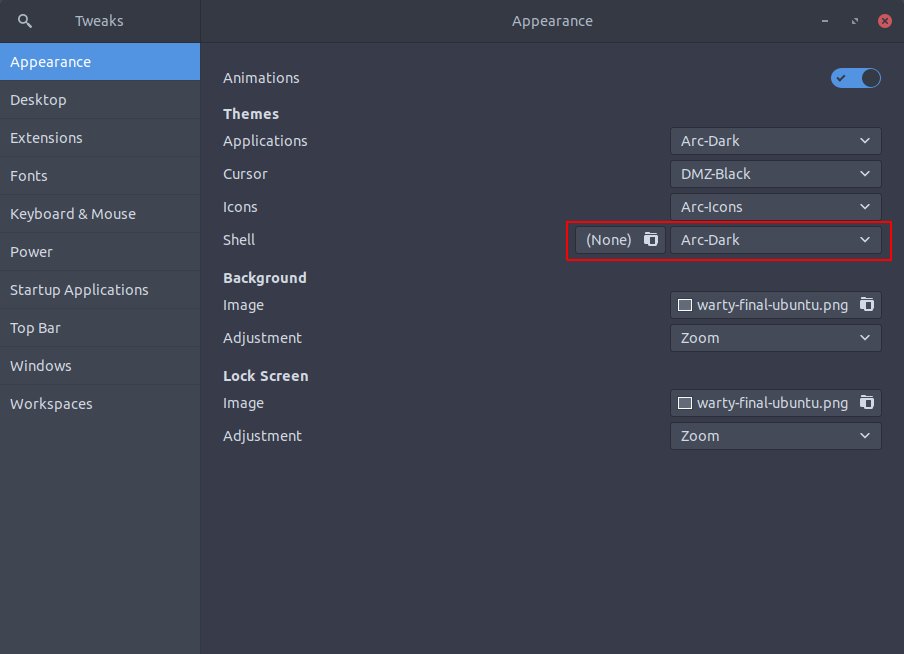 Tweaks
Appearance
Appearance
Desktop
Extensions
Fonts
Keyboard & Mouse
Power
Startup Applications
Top Bar
Windows
Workspaces
Animations
Themes
Applications Arc-Dark
Cursor DMZ-Black
Icons Arc-Icons
Shell (None) Arc-Dark
Background
Image warty-final-ubuntu.png
Adjustment Zoom
Lock Screen
Image warty-final-ubuntu.png
Adjustment Zoom